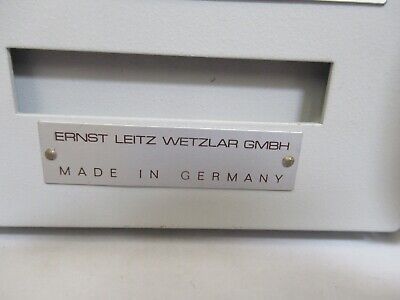 ERNST LEITZ WETZLAR GMBH
MADE IN GERMANY